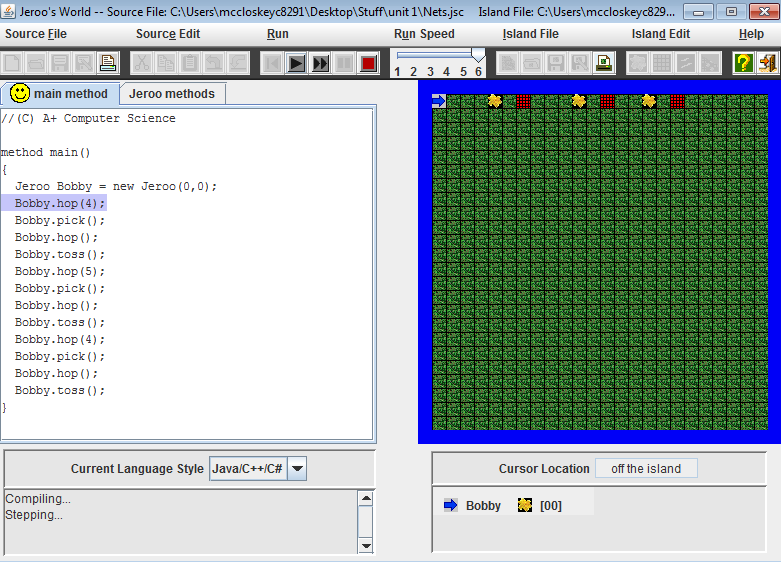 Jeroo's World -- Source File: C:\Users\mccloskeyc8291\Desktop\Stuff\unit 1\Nets.jsc Island File: C:\Users\mccloskeyc829...
Source File Source Edit Run Run Speed Island File Island Edit Help
1 2 3 4 5 6
main method Jeroo methods
//(C) A+ Computer Science
method main()
{
Jeroo Bobby = new Jeroo(0,0);
Bobby.hop(4);
Bobby.pick();
Bobby.hop();
Bobby.toss();
Bobby.hop(5);
Bobby.pick();
Bobby.hop();
Bobby.toss();
Bobby.hop(4);
Bobby.pick();
Bobby.hop();
Bobby.toss();
}
Current Language Style Java/C++/C#
Compiling...
Stepping...
Cursor Location off the island
Bobby [00]